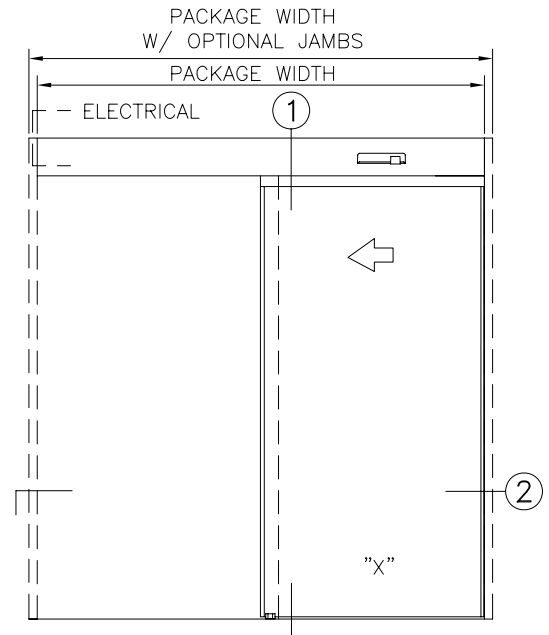 PACKAGE WIDTH
W/ OPTIONAL JAMBS
PACKAGE WIDTH
ELECTRICAL
1
2
"X"